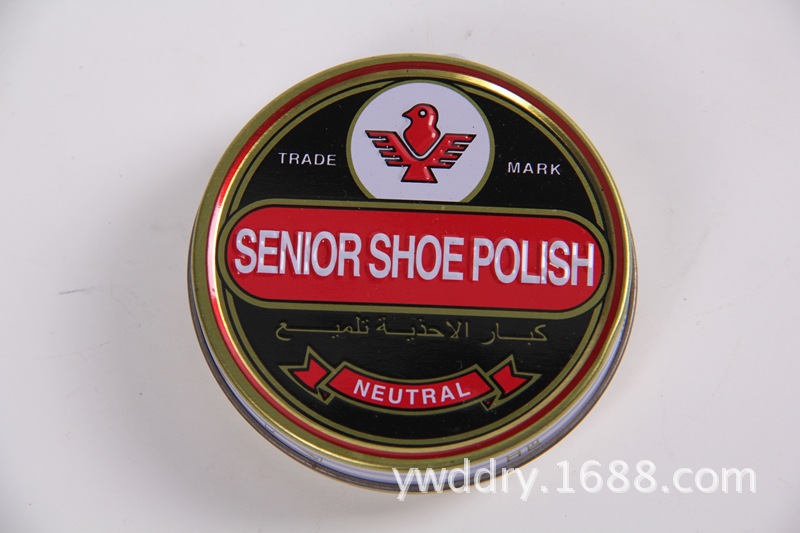 TRADE MARK
SENIOR SHOE POLISH
كبار الاحذية تلميع
NEUTRAL
ywddry.1688.com